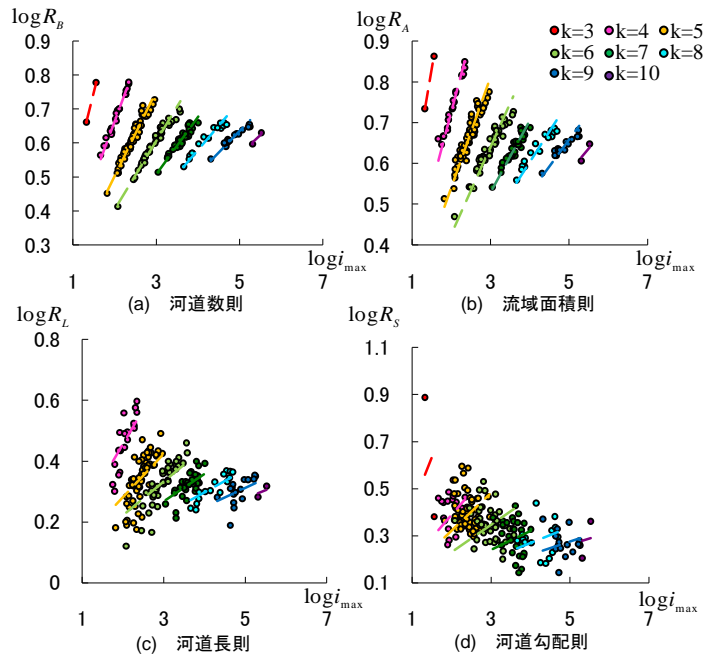 logR_B
0.9
0.8
0.7
0.6
0.5
0.4
0.3
1 3 5 7
logi_max
(a) 河道数則
logR_A
0.9
0.8
0.7
0.6
0.5
0.4
1 3 5 7
logi_max
(b) 流域面積則
k=3 k=4 k=5
k=6 k=7 k=8
k=9 k=10
logR_L
0.8
0.6
0.4
0.2
0
1 3 5 7
logi_max
(c) 河道長則
logR_S
1.1
0.9
0.7
0.5
0.3
0.1
1 3 5 7
logi_max
(d) 河道勾配則